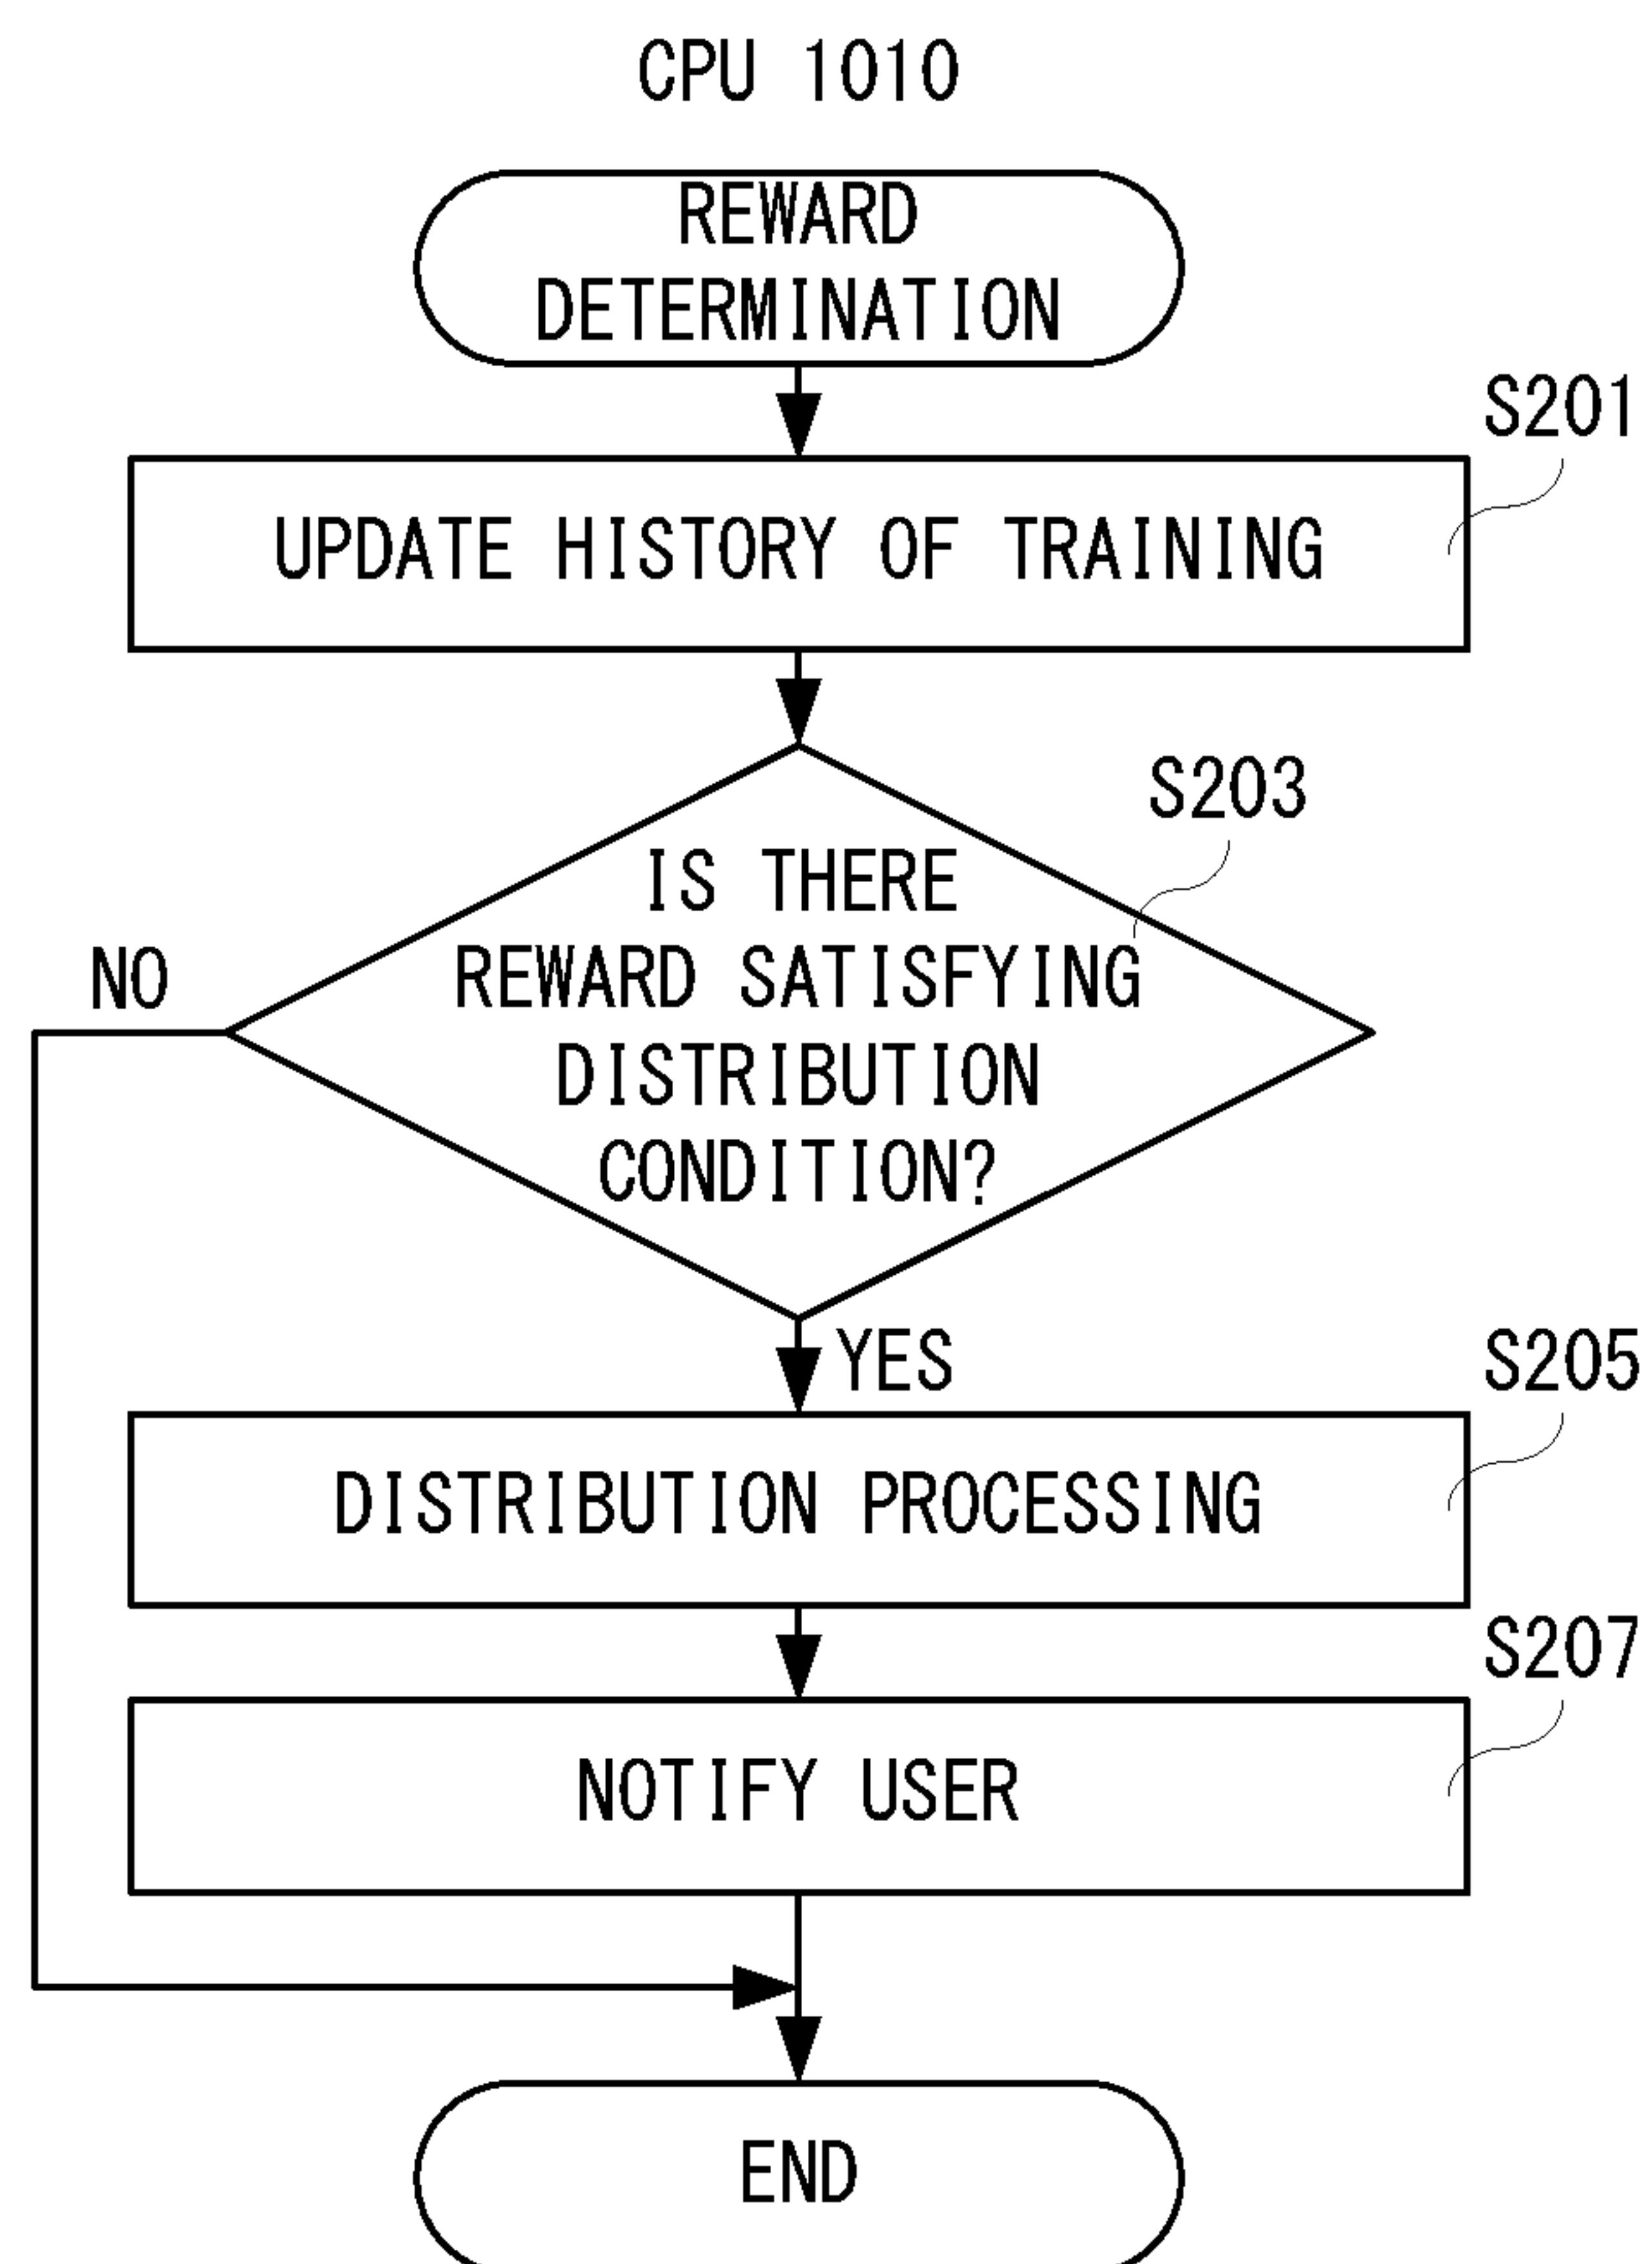 CPU 1010
REWARD
DETERMINATION
S201
UPDATE HISTORY OF TRAINING
S203
IS THERE
REWARD SATISFYING
DISTRIBUTION
CONDITION?
NO
YES
S205
DISTRIBUTION PROCESSING
S207
NOTIFY USER
END